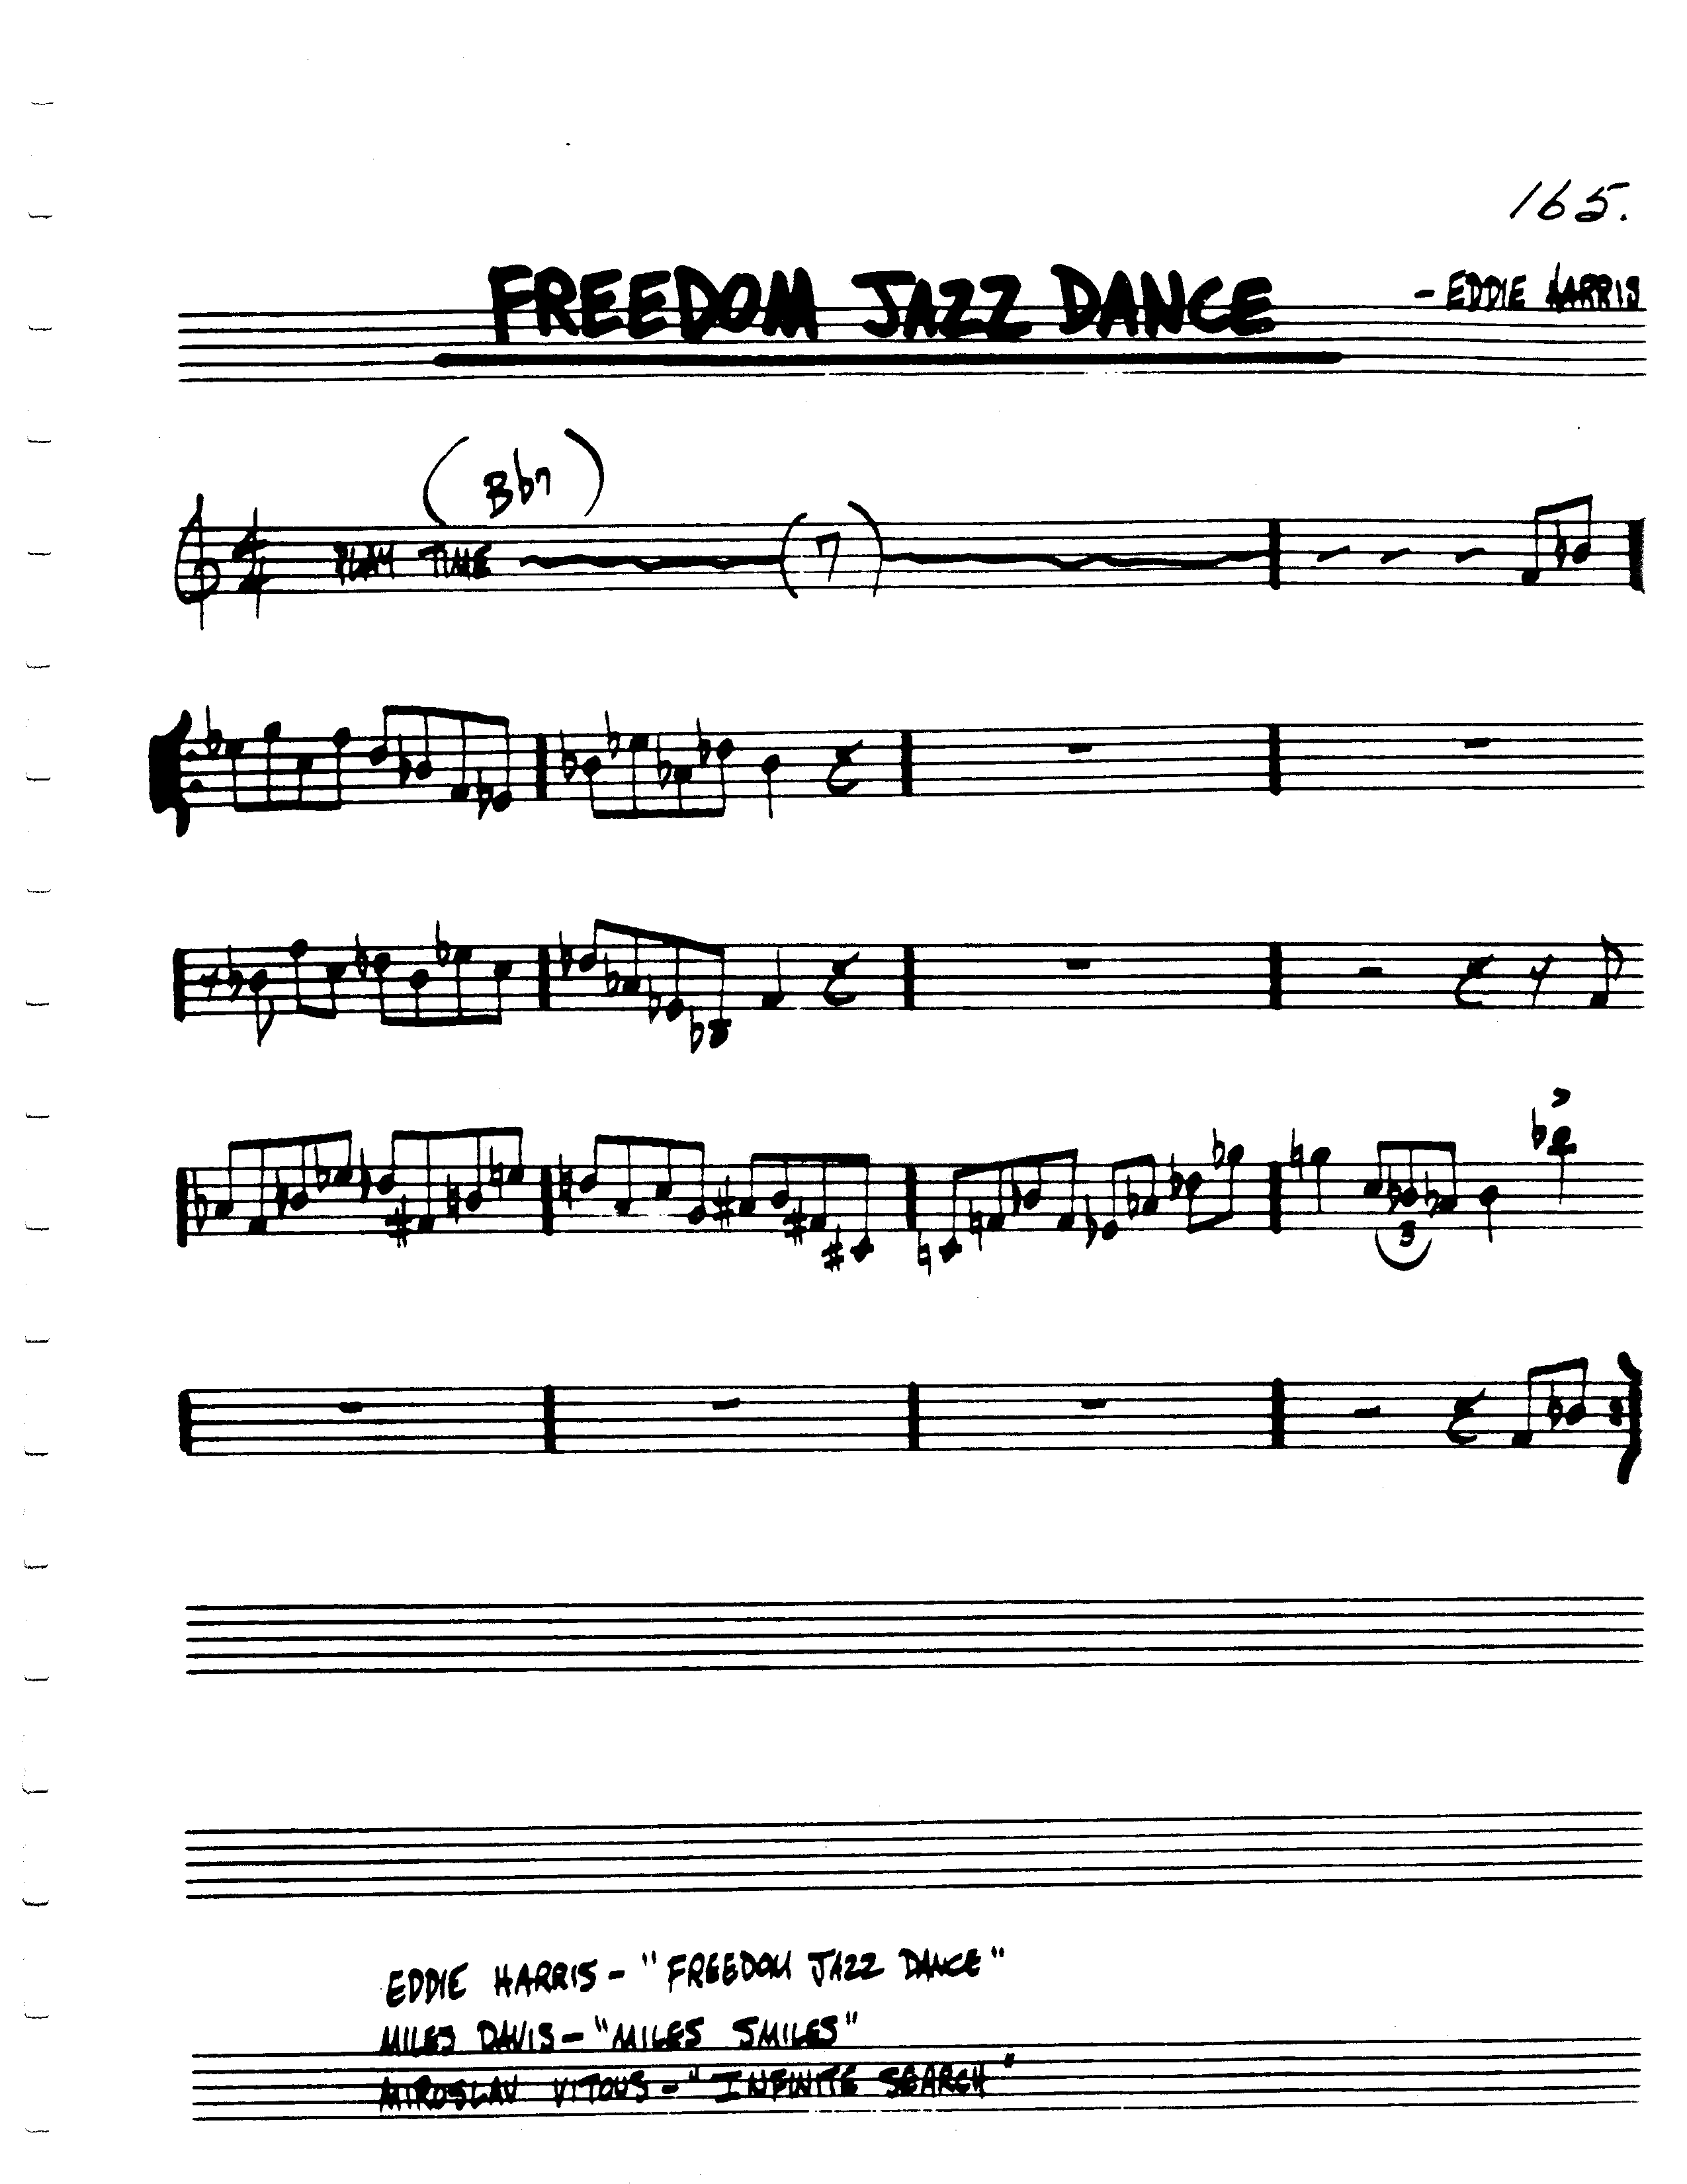 165.
FREEDOM JAZZ DANCE
- EDDIE HARRIS
(Bb7)
PLAY TIME (7)
3
EDDIE HARRIS - "FREEDOM JAZZ DANCE"
MILES DAVIS - "MILES SMILES"
MIROSLAV VITOUS - "INFINITE SEARCH"